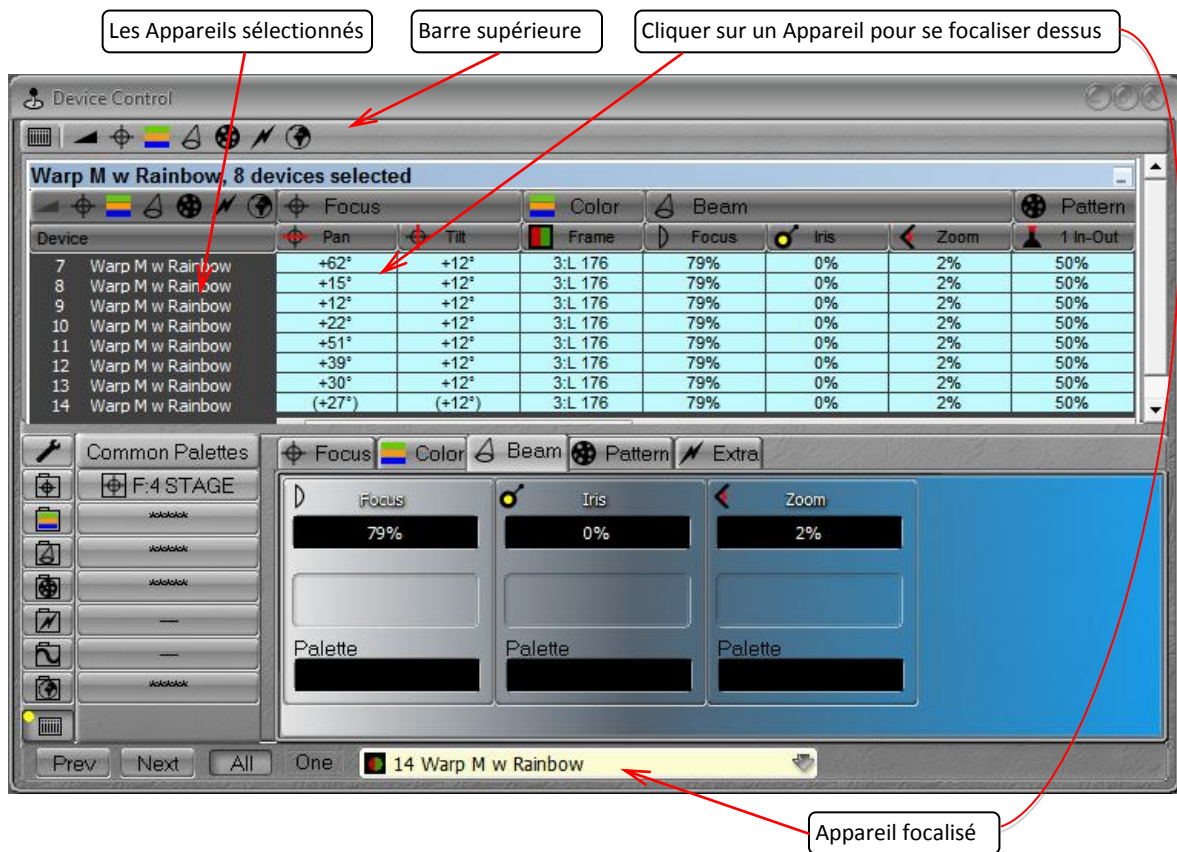 Les Appareils sélectionnés Barre supérieure Cliquer sur un Appareil pour se focaliser dessus
Device Control
Warp M w Rainbow, 8 devices selected
Focus Color Beam Pattern
Device Pan Tilt Frame Focus Iris Zoom 1 In-Out
7 Warp M w Rainbow +62° +12° 3:L 176 79% 0% 2% 50%
8 Warp M w Rainbow +15° +12° 3:L 176 79% 0% 2% 50%
9 Warp M w Rainbow +12° +12° 3:L 176 79% 0% 2% 50%
10 Warp M w Rainbow +22° +12° 3:L 176 79% 0% 2% 50%
11 Warp M w Rainbow +51° +12° 3:L 176 79% 0% 2% 50%
12 Warp M w Rainbow +39° +12° 3:L 176 79% 0% 2% 50%
13 Warp M w Rainbow +30° +12° 3:L 176 79% 0% 2% 50%
14 Warp M w Rainbow (+27°) (+12°) 3:L 176 79% 0% 2% 50%
Common Palettes Focus Color Beam Pattern Extra
F:4 STAGE
******
******
******
—
—
******
Focus Iris Zoom
79% 0% 2%
Palette Palette Palette
Prev Next All One 14 Warp M w Rainbow
Appareil focalisé